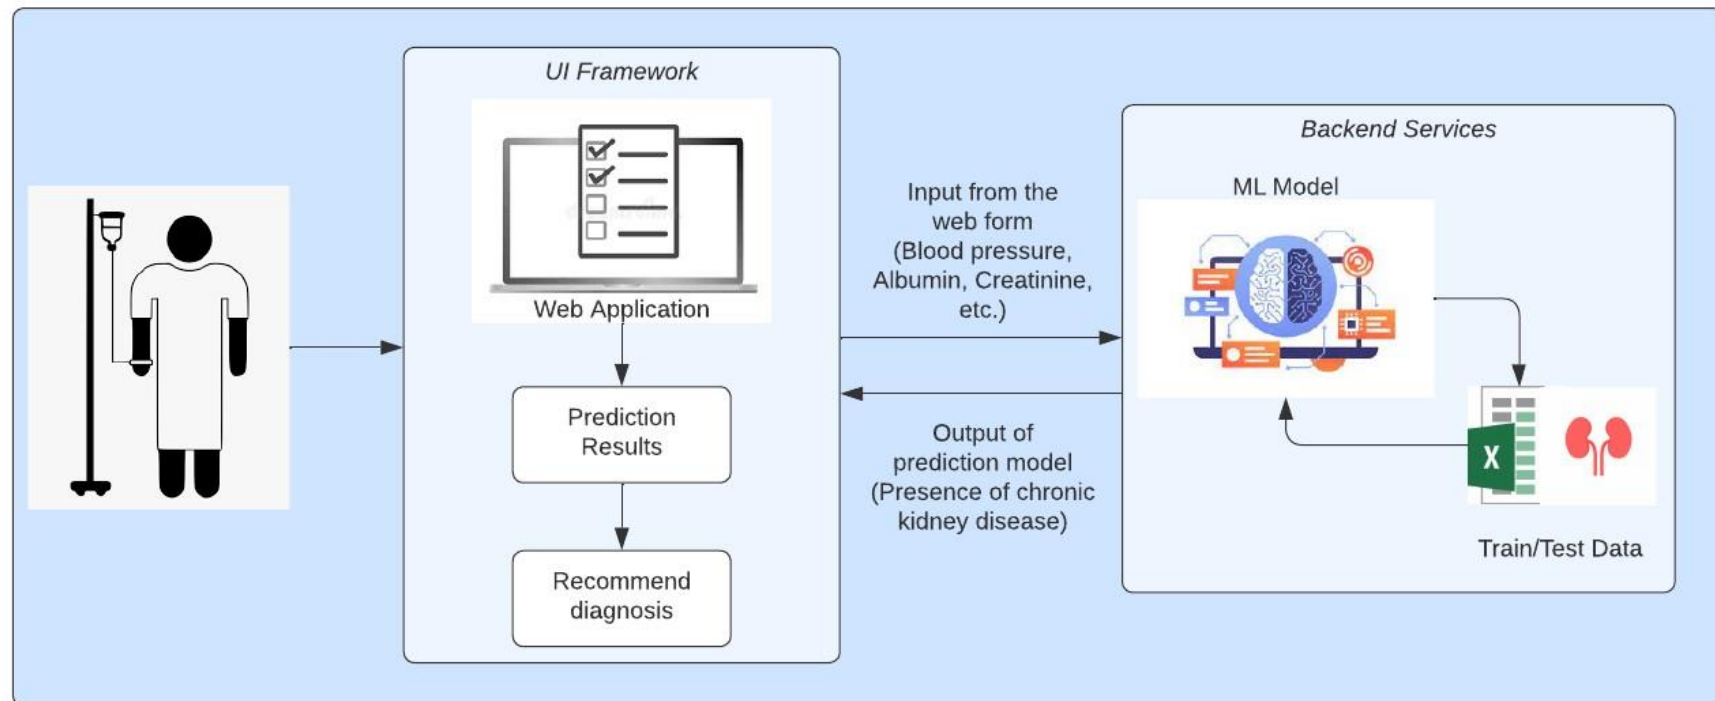 UI Framework
Web Application
Prediction
Results
Recommend
diagnosis
Input from the
web form
(Blood pressure,
Albumin, Creatinine,
etc.)
Output of
prediction model
(Presence of chronic
kidney disease)
Backend Services
ML Model
X
Train/Test Data